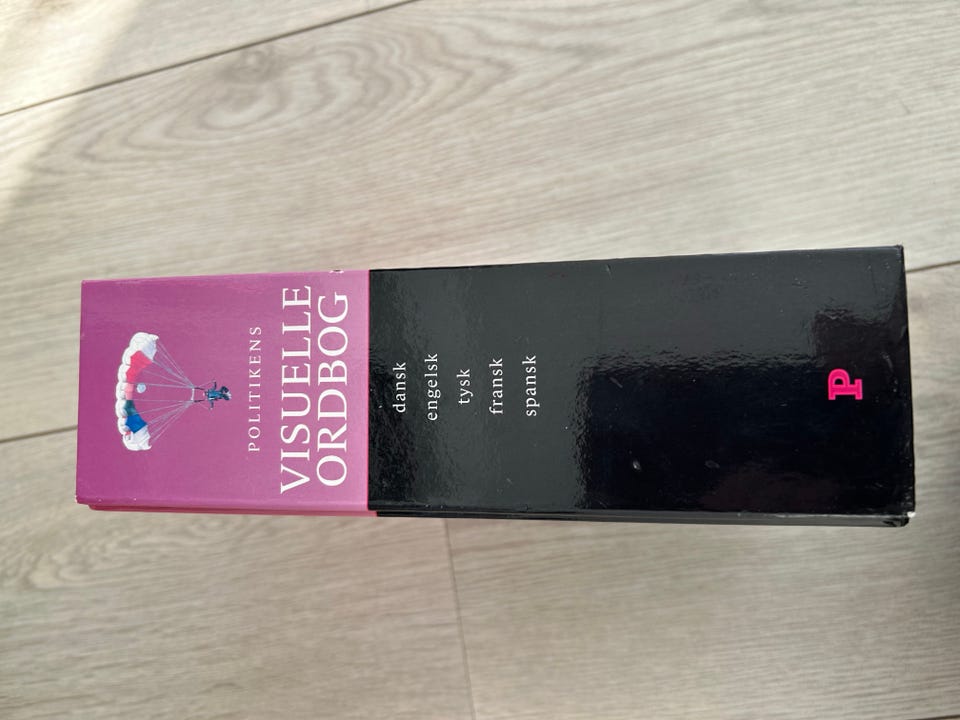 POLITIKENS
VISUELLE
ORDBOG
dansk
engelsk
tysk
fransk
spansk
P